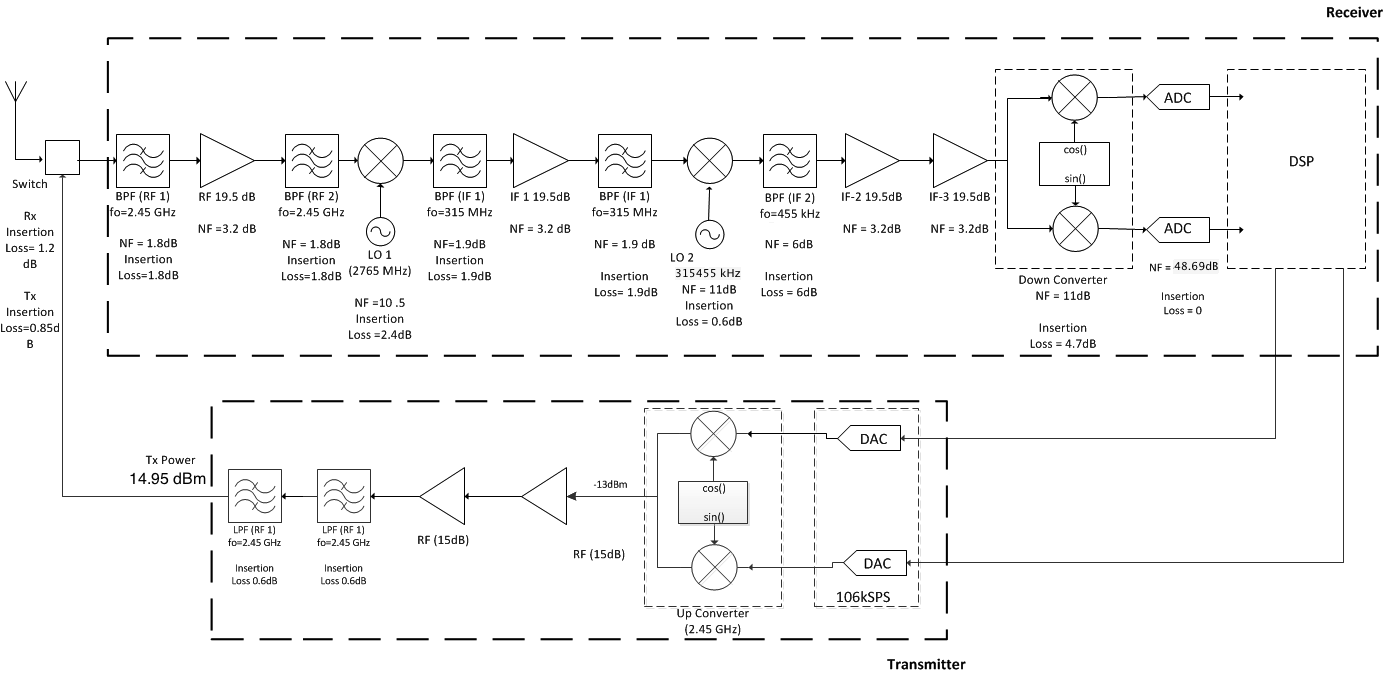 Receiver
Switch
Rx
Insertion
Loss= 1.2
dB
Tx
Insertion
Loss=0.85d
B
BPF (RF 1)
fo=2.45 GHz
NF = 1.8dB
Insertion
Loss=1.8dB
RF 19.5 dB
NF =3.2 dB
BPF (RF 2)
fo=2.45 GHz
NF = 1.8dB
Insertion
Loss=1.8dB
LO 1
(2765 MHz)
NF =10 .5
Insertion
Loss =2.4dB
BPF (IF 1)
fo=315 MHz
NF=1.9dB
Insertion
Loss= 1.9dB
IF 1 19.5dB
NF = 3.2 dB
BPF (IF 1)
fo=315 MHz
NF = 1.9 dB
Insertion
Loss= 1.9dB
LO 2
315455 kHz
NF = 11dB
Insertion
Loss = 0.6dB
BPF (IF 2)
fo=455 kHz
NF = 6dB
Insertion
Loss = 6dB
IF-2 19.5dB
NF = 3.2dB
IF-3 19.5dB
NF = 3.2dB
cos()
sin()
Down Converter
NF = 11dB
Insertion
Loss = 4.7dB
ADC
ADC
NF = 48.69dB
Insertion
Loss = 0
DSP
Tx Power
14.95 dBm
LPF (RF 1)
fo=2.45 GHz
Insertion
Loss 0.6dB
LPF (RF 1)
fo=2.45 GHz
Insertion
Loss 0.6dB
RF (15dB)
RF (15dB)
-13dBm
cos()
sin()
Up Converter
(2.45 GHz)
DAC
DAC
106kSPS
Transmitter